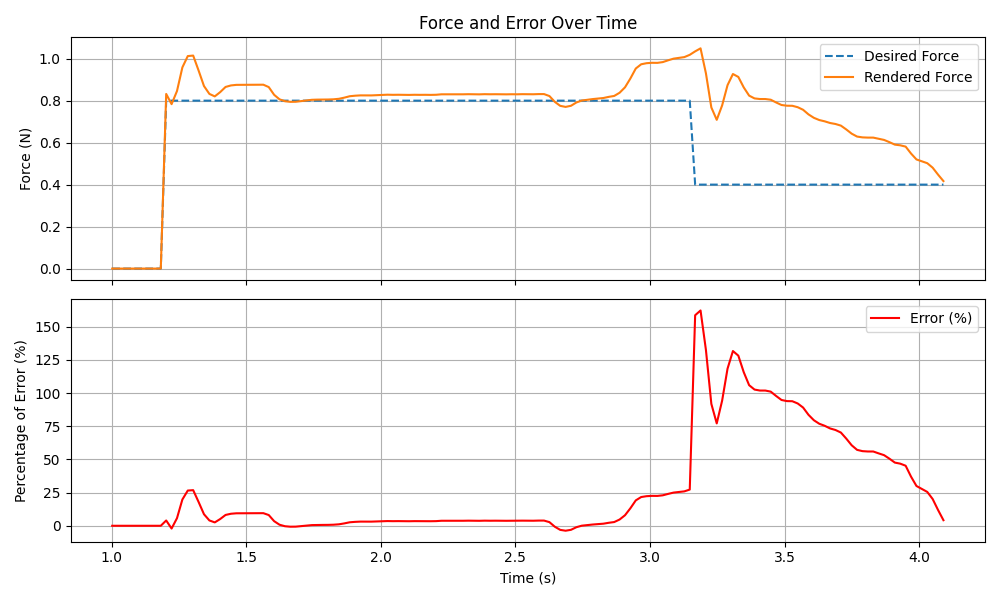 Force and Error Over Time
Force (N)
1.0
0.8
0.6
0.4
0.2
0.0
Desired Force
Rendered Force
Percentage of Error (%)
150
125
100
75
50
25
0
Error (%)
1.0 1.5 2.0 2.5 3.0 3.5 4.0
Time (s)